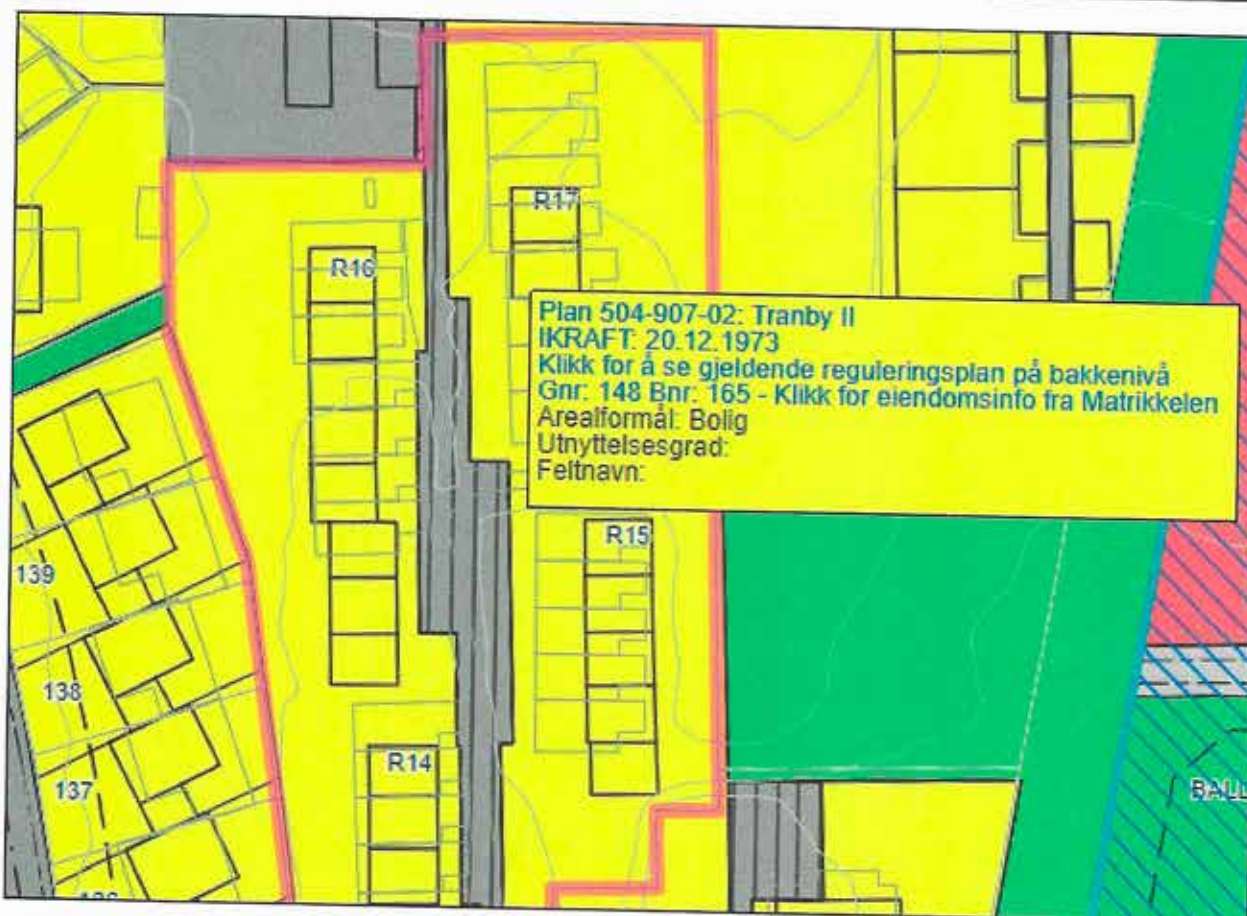 R17
R16
Plan 504-907-02: Tranby II
IKRAFT: 20.12.1973
Klikk for å se gjeldende reguleringsplan på bakkenivå
Gnr: 148 Bnr: 165 - Klikk for eiendomsinfo fra Matrikkelen
Arealformål: Bolig
Utnyttelsesgrad:
Feltnavn:
R15
139
138
R14
137
BALL